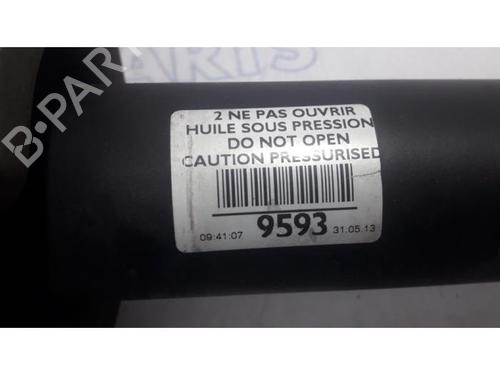 PARTS
2 NE PAS OUVRIR
HUILE SOUS PRESSION
DO NOT OPEN
CAUTION PRESSURISED
09:41:07 9593 31.05.13
B-PARTS